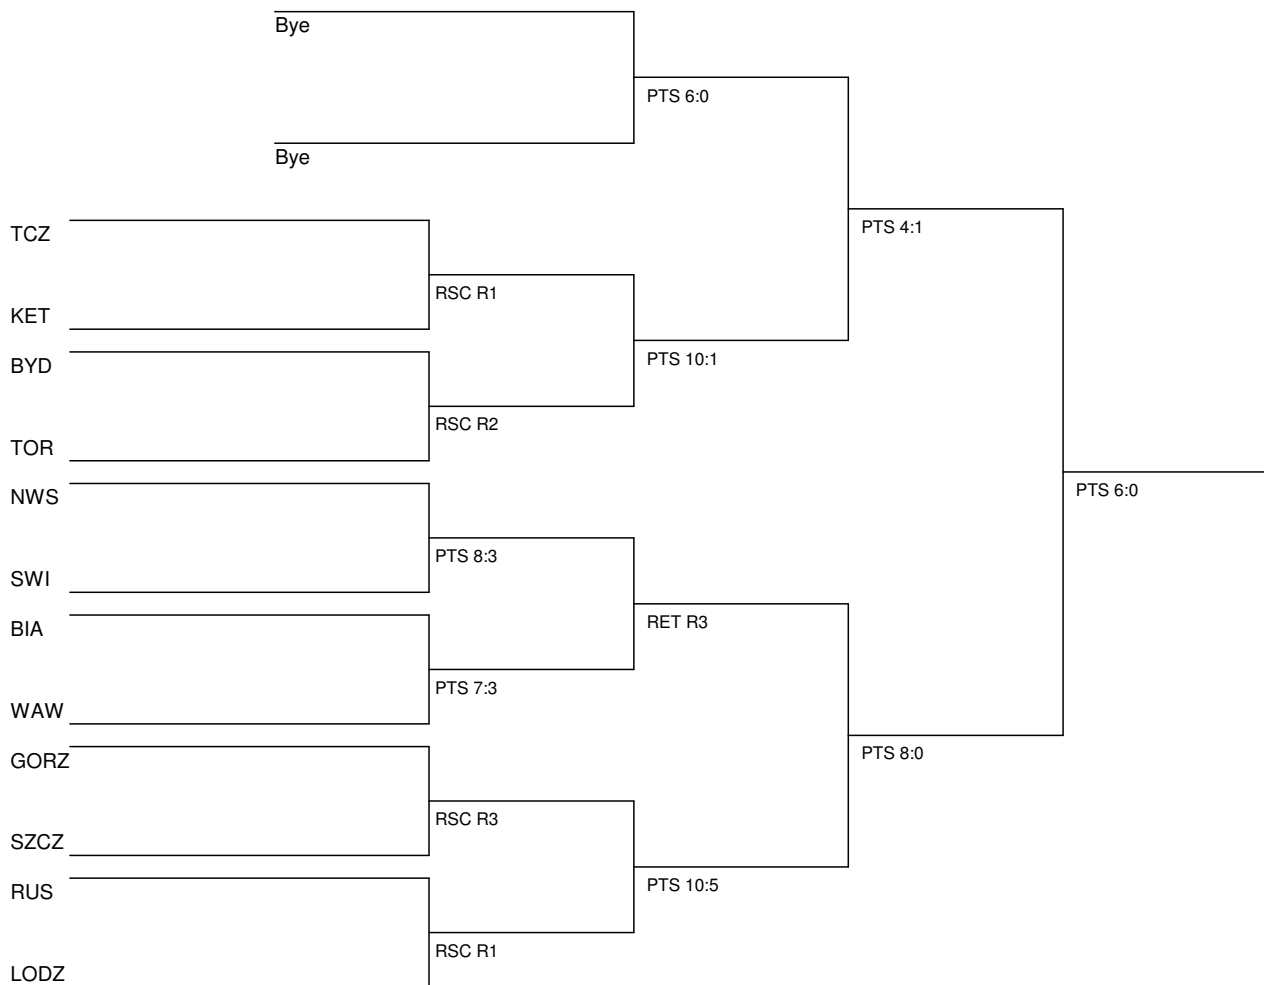 Bye
PTS 6:0
Bye
TCZ
PTS 4:1
RSC R1
KET
PTS 10:1
BYD
RSC R2
TOR
PTS 6:0
NWS
PTS 8:3
SWI
RET R3
BIA
PTS 7:3
WAW
PTS 8:0
GORZ
RSC R3
SZCZ
PTS 10:5
RUS
RSC R1
LODZ